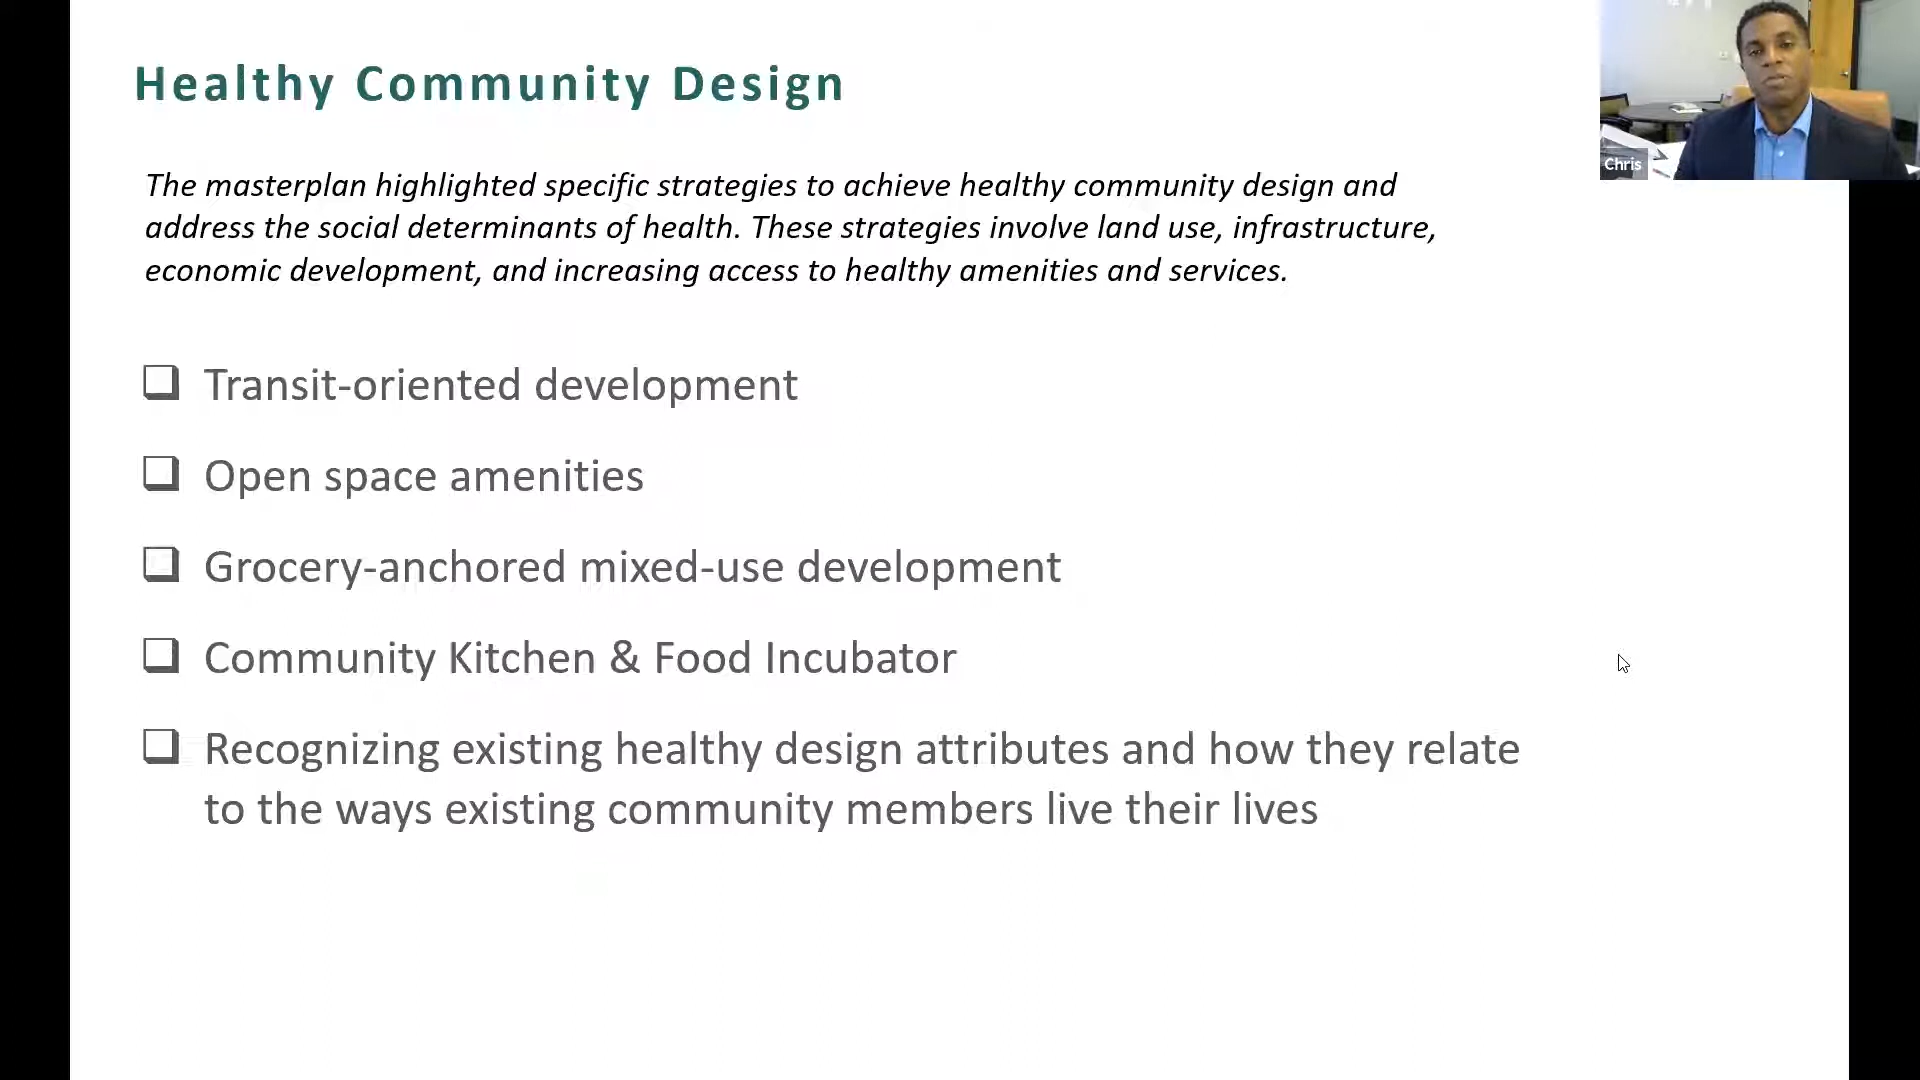 Healthy Community Design
Chris
The masterplan highlighted specific strategies to achieve healthy community design and
address the social determinants of health. These strategies involve land use, infrastructure,
economic development, and increasing access to healthy amenities and services.
Transit-oriented development
Open space amenities
Grocery-anchored mixed-use development
Community Kitchen & Food Incubator
Recognizing existing healthy design attributes and how they relate
to the ways existing community members live their lives